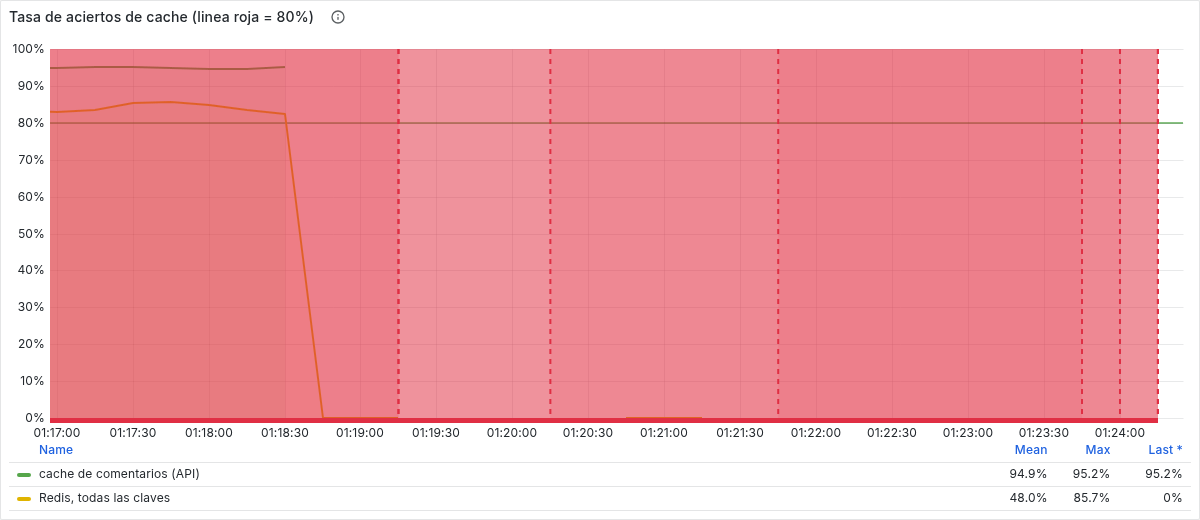 Tasa de aciertos de cache (linea roja = 80%)
100%
90%
80%
70%
60%
50%
40%
30%
20%
10%
0%
01:17:00 01:17:30 01:18:00 01:18:30 01:19:00 01:19:30 01:20:00 01:20:30 01:21:00 01:21:30 01:22:00 01:22:30 01:23:00 01:23:30 01:24:00
Name Mean Max Last *
cache de comentarios (API) 94.9% 95.2% 95.2%
Redis, todas las claves 48.0% 85.7% 0%